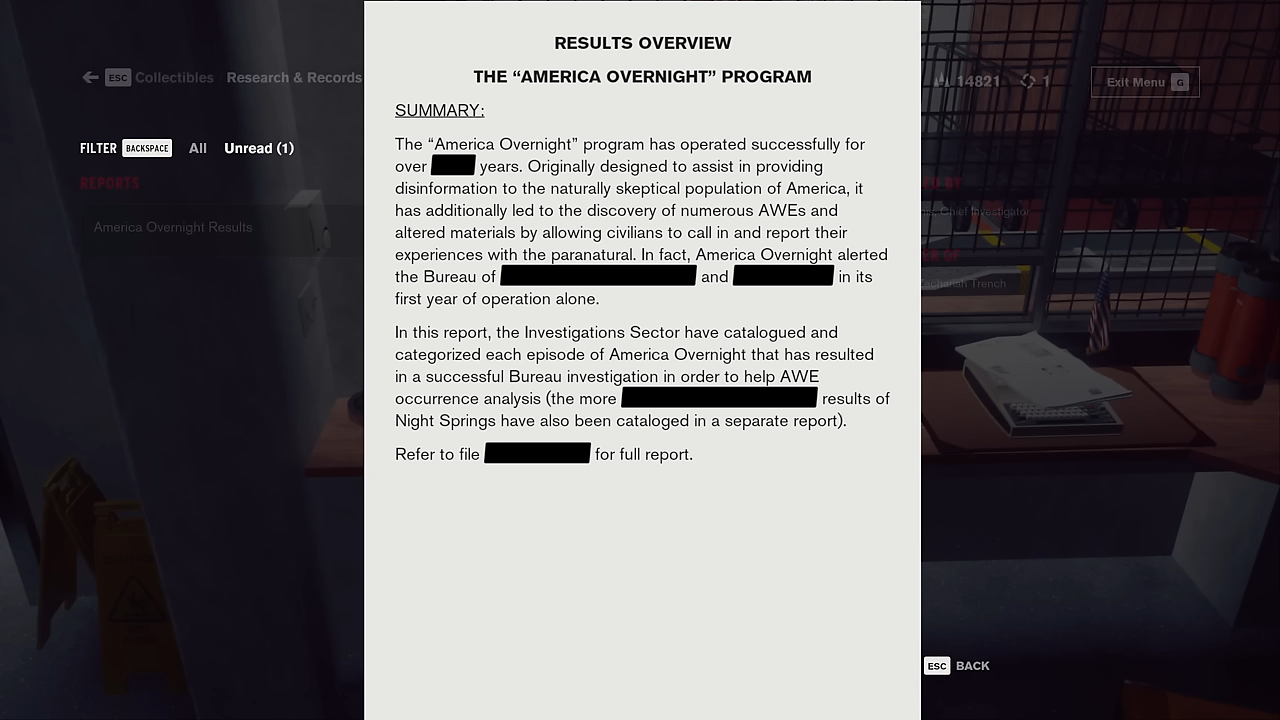 RESULTS OVERVIEW
THE “AMERICA OVERNIGHT” PROGRAM
ESC Collectibles Research & Records
14821 1 Exit Menu G
SUMMARY:
FILTER BACKSPACE All Unread (1)
The “America Overnight” program has operated successfully for
over years. Originally designed to assist in providing
REPORTS
disinformation to the naturally skeptical population of America, it
has additionally led to the discovery of numerous AWEs and
Chief Investigator
America Overnight Results
altered materials by allowing civilians to call in and report their
experiences with the paranatural. In fact, America Overnight alerted
the Bureau of and in its
Trench
first year of operation alone.
In this report, the Investigations Sector have catalogued and
categorized each episode of America Overnight that has resulted
in a successful Bureau investigation in order to help AWE
occurrence analysis (the more results of
Night Springs have also been cataloged in a separate report).
Refer to file for full report.
ESC BACK